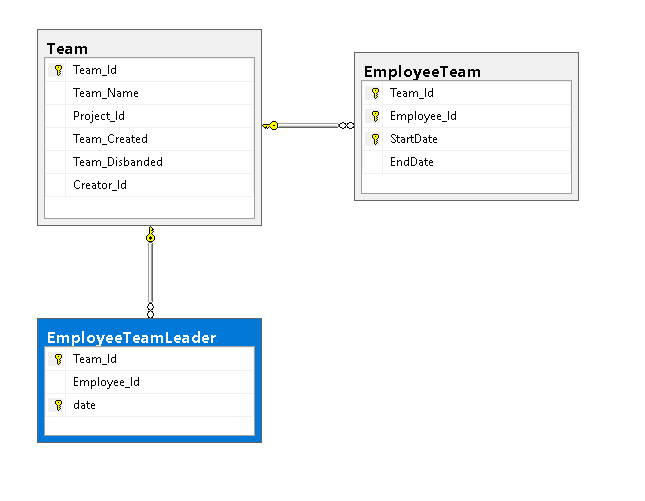 Team
Team_Id
Team_Name
Project_Id
Team_Created
Team_Disbanded
Creator_Id
EmployeeTeam
Team_Id
Employee_Id
StartDate
EndDate
EmployeeTeamLeader
Team_Id
Employee_Id
date